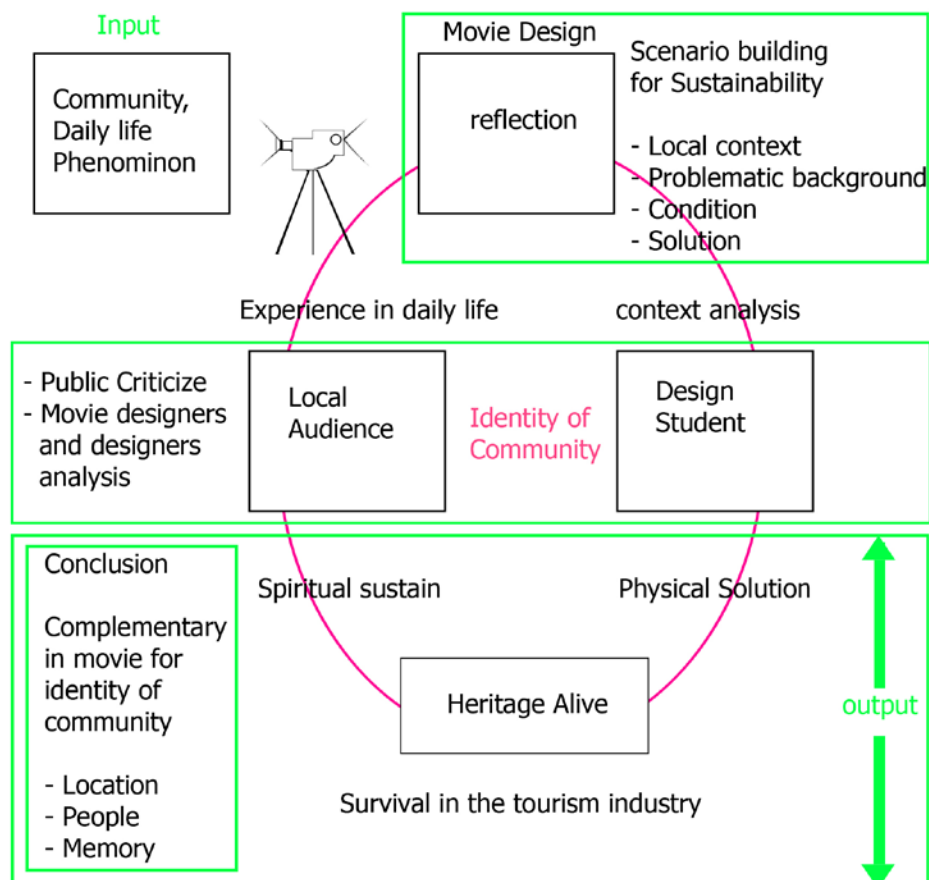 Input
Community,
Daily life
Phenominon
Movie Design
reflection
Scenario building
for Sustainability
- Local context
- Problematic background
- Condition
- Solution
Experience in daily life
context analysis
- Public Criticize
- Movie designers
and designers
analysis
Local
Audience
Identity of
Community
Design
Student
Conclusion
Complementary
in movie for
identity of
community
- Location
- People
- Memory
Spiritual sustain
Physical Solution
Heritage Alive
output
Survival in the tourism industry